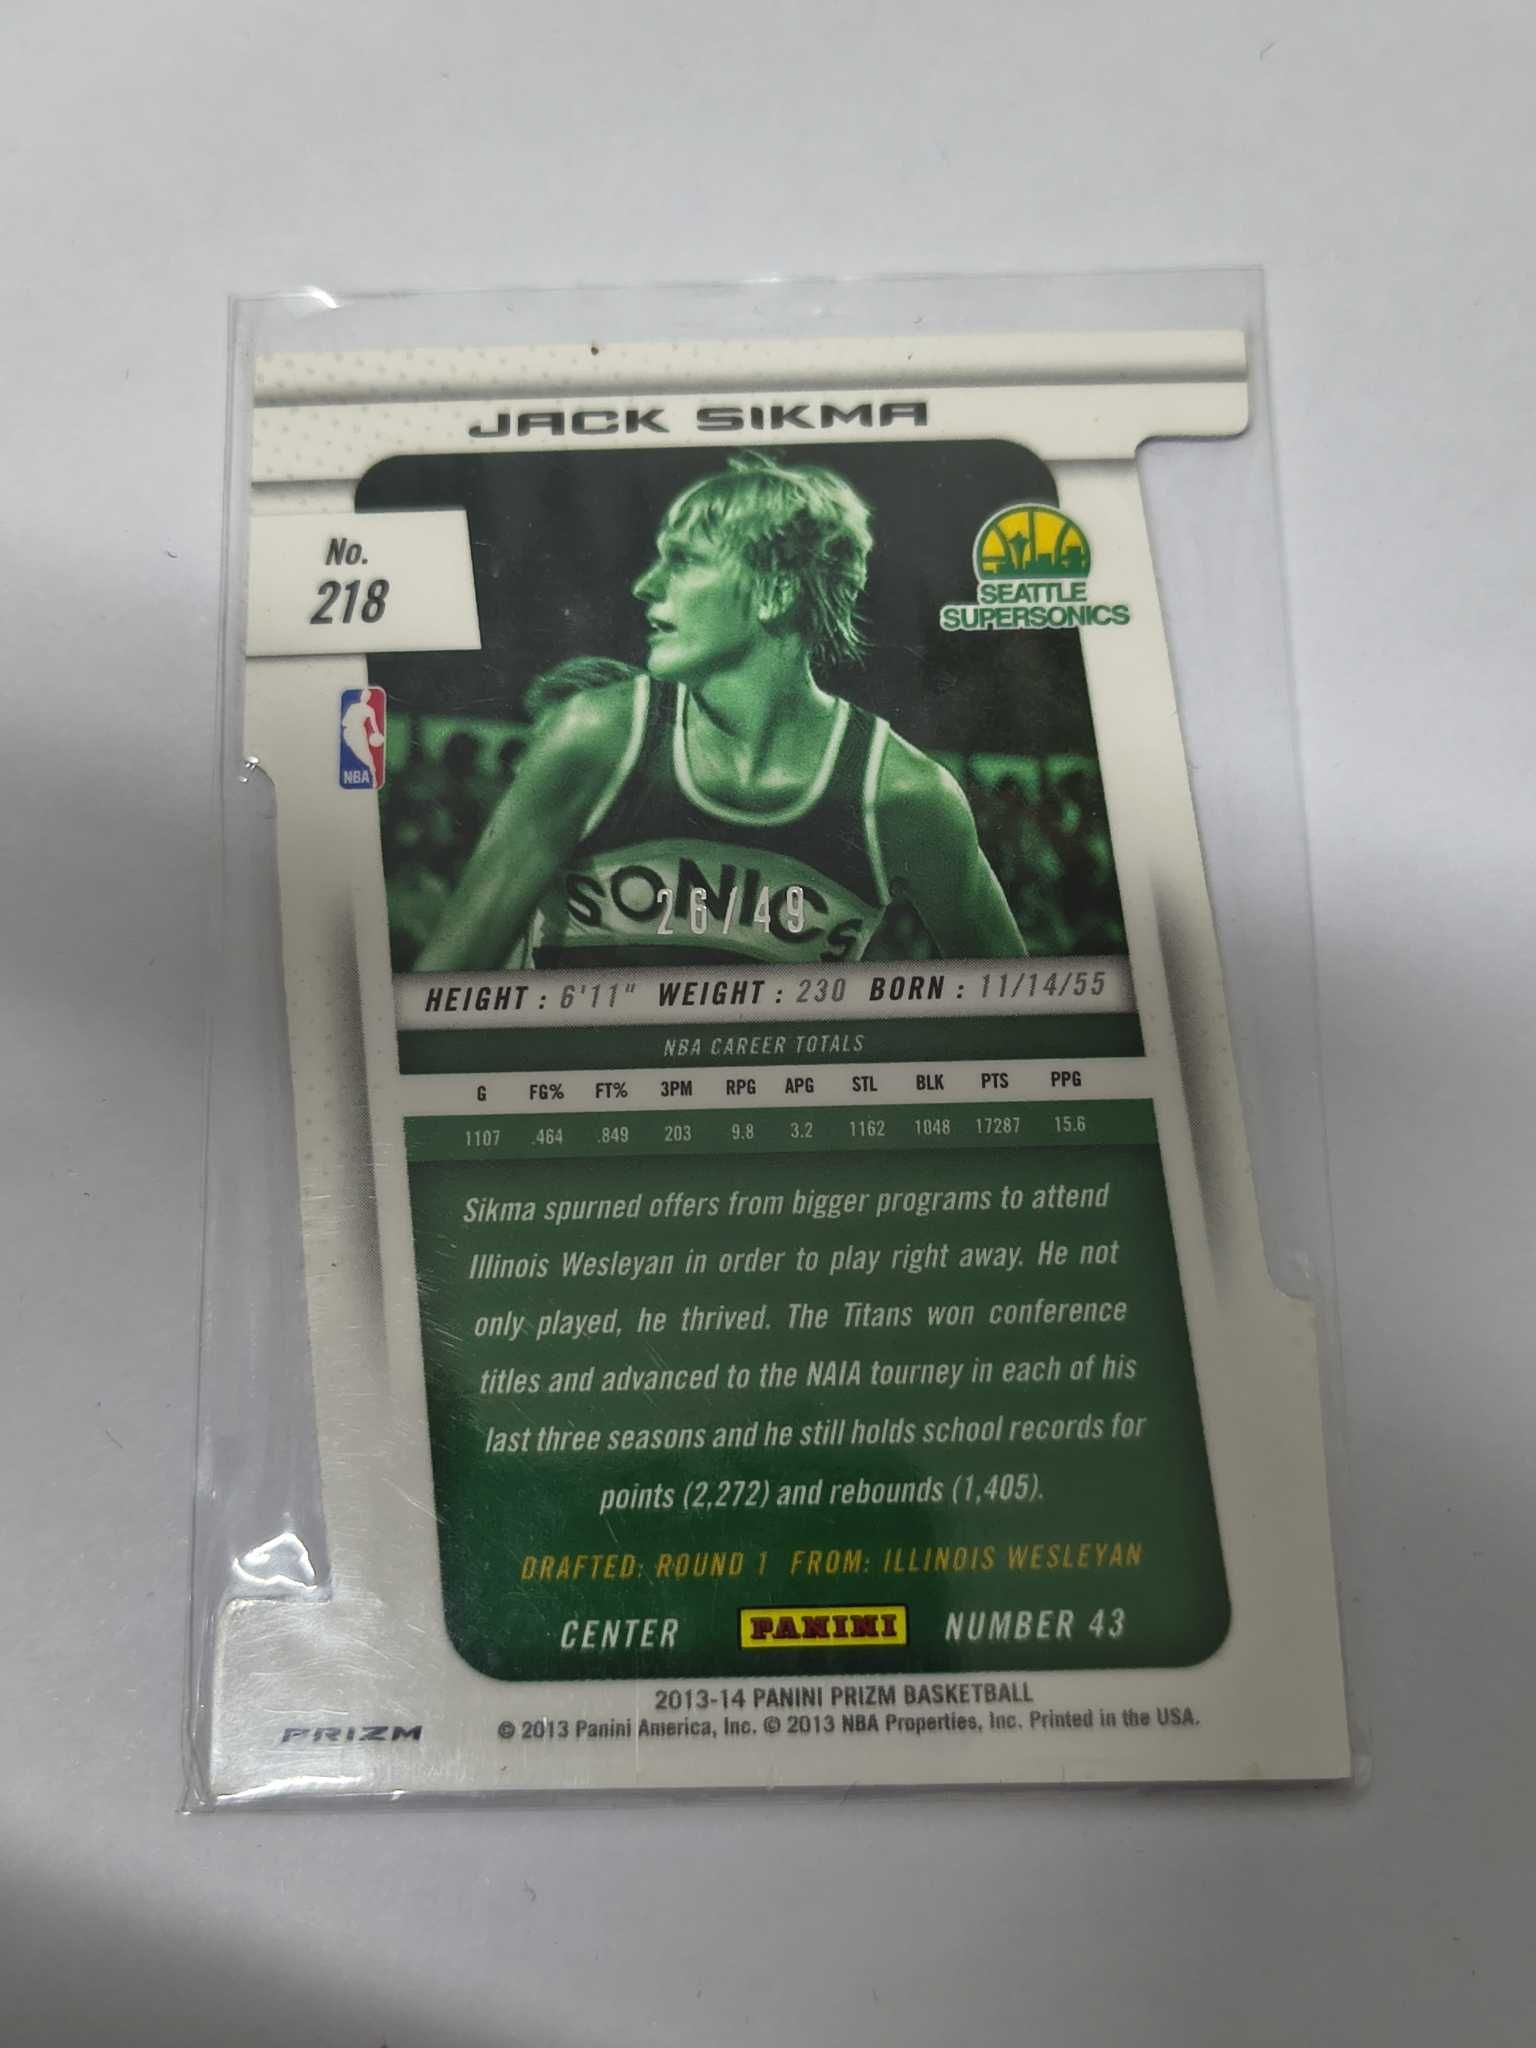 JACK SIKMA
No.
218
SEATTLE
SUPERSONICS
NBA
SONICS
26/49
HEIGHT : 6'11" WEIGHT : 230 BORN : 11/14/55
NBA CAREER TOTALS
G FG% FT% 3PM RPG APG STL BLK PTS PPG
1107 .464 .849 203 9.8 3.2 1162 1048 17287 15.6
Sikma spurned offers from bigger programs to attend
Illinois Wesleyan in order to play right away. He not
only played, he thrived. The Titans won conference
titles and advanced to the NAIA tourney in each of his
last three seasons and he still holds school records for
points (2,272) and rebounds (1,405).
DRAFTED: ROUND 1 FROM: ILLINOIS WESLEYAN
CENTER PANINI NUMBER 43
2013-14 PANINI PRIZM BASKETBALL
PRIZM © 2013 Panini America, Inc. © 2013 NBA Properties, Inc. Printed in the USA.